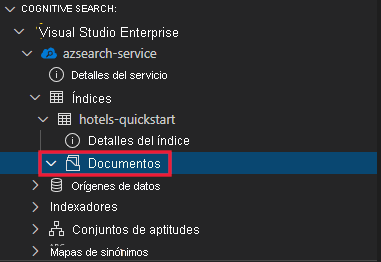 COGNITIVE SEARCH:
Visual Studio Enterprise
azsearch-service
Detalles del servicio
Índices
hotels-quickstart
Detalles del índice
Documentos
Orígenes de datos
Indexadores
Conjuntos de aptitudes
Mapas de sinónimos